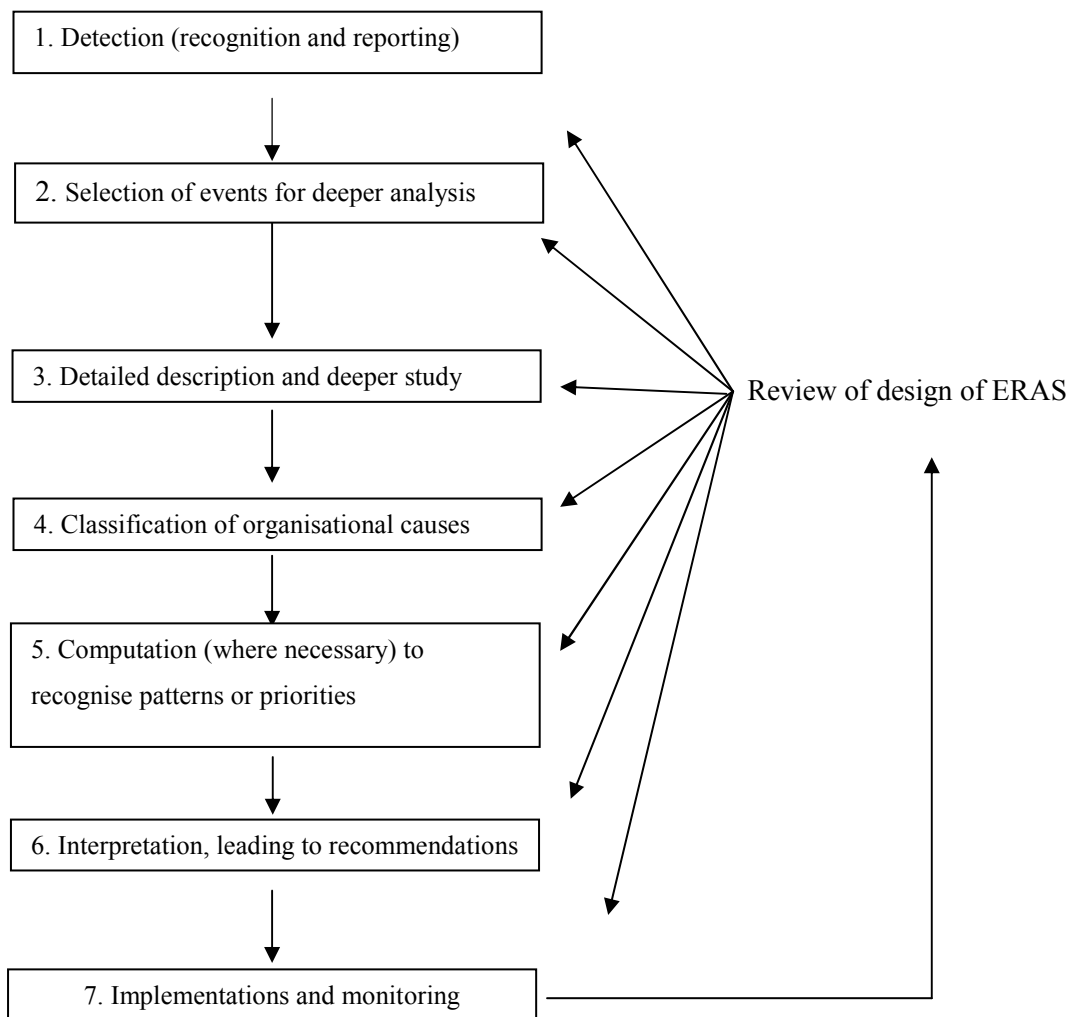 1. Detection (recognition and reporting)
2. Selection of events for deeper analysis
3. Detailed description and deeper study
Review of design of ERAS
4. Classification of organisational causes
5. Computation (where necessary) to
recognise patterns or priorities
6. Interpretation, leading to recommendations
7. Implementations and monitoring